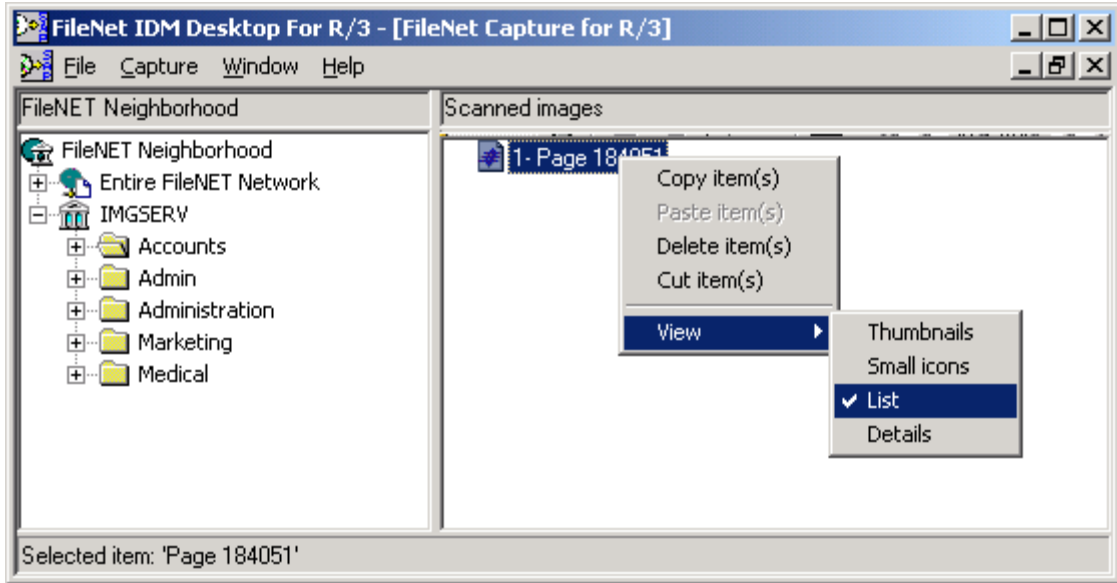 FileNet IDM Desktop For R/3 - [FileNet Capture for R/3]
File Capture Window Help
FileNET Neighborhood
Scanned images
FileNET Neighborhood
Entire FileNET Network
IMGSERV
Accounts
Admin
Administration
Marketing
Medical
1- Page 184051
Copy item(s)
Paste item(s)
Delete item(s)
Cut item(s)
View
Thumbnails
Small icons
List
Details
Selected item: 'Page 184051'